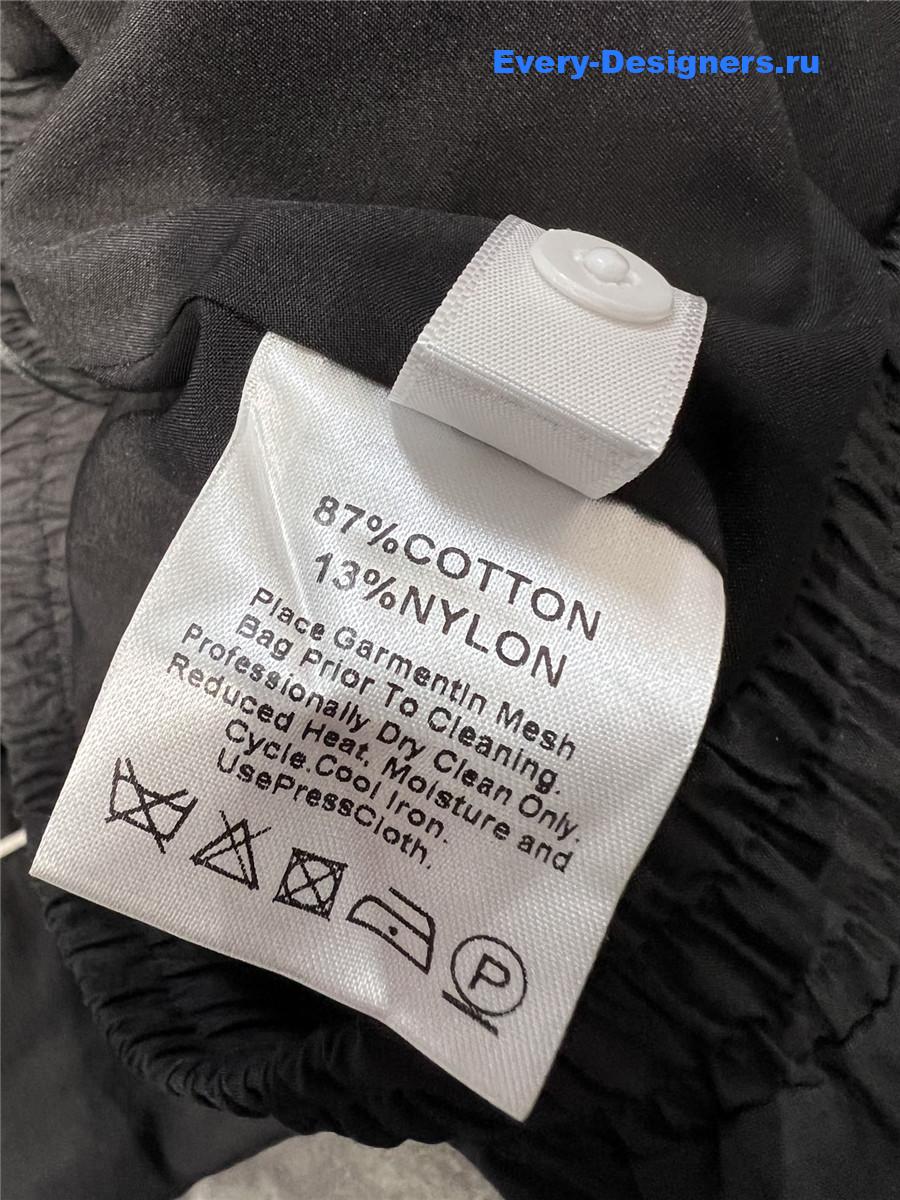 Every-Designers.ru
87%COTTON
13%NYLON
Place GarmentIn Mesh
Bag Prior To Cleaning.
Professionally Dry Clean Only.
Reduced Heat. Moisture and
Cycle.Cool Iron.
UsePressCloth.
P